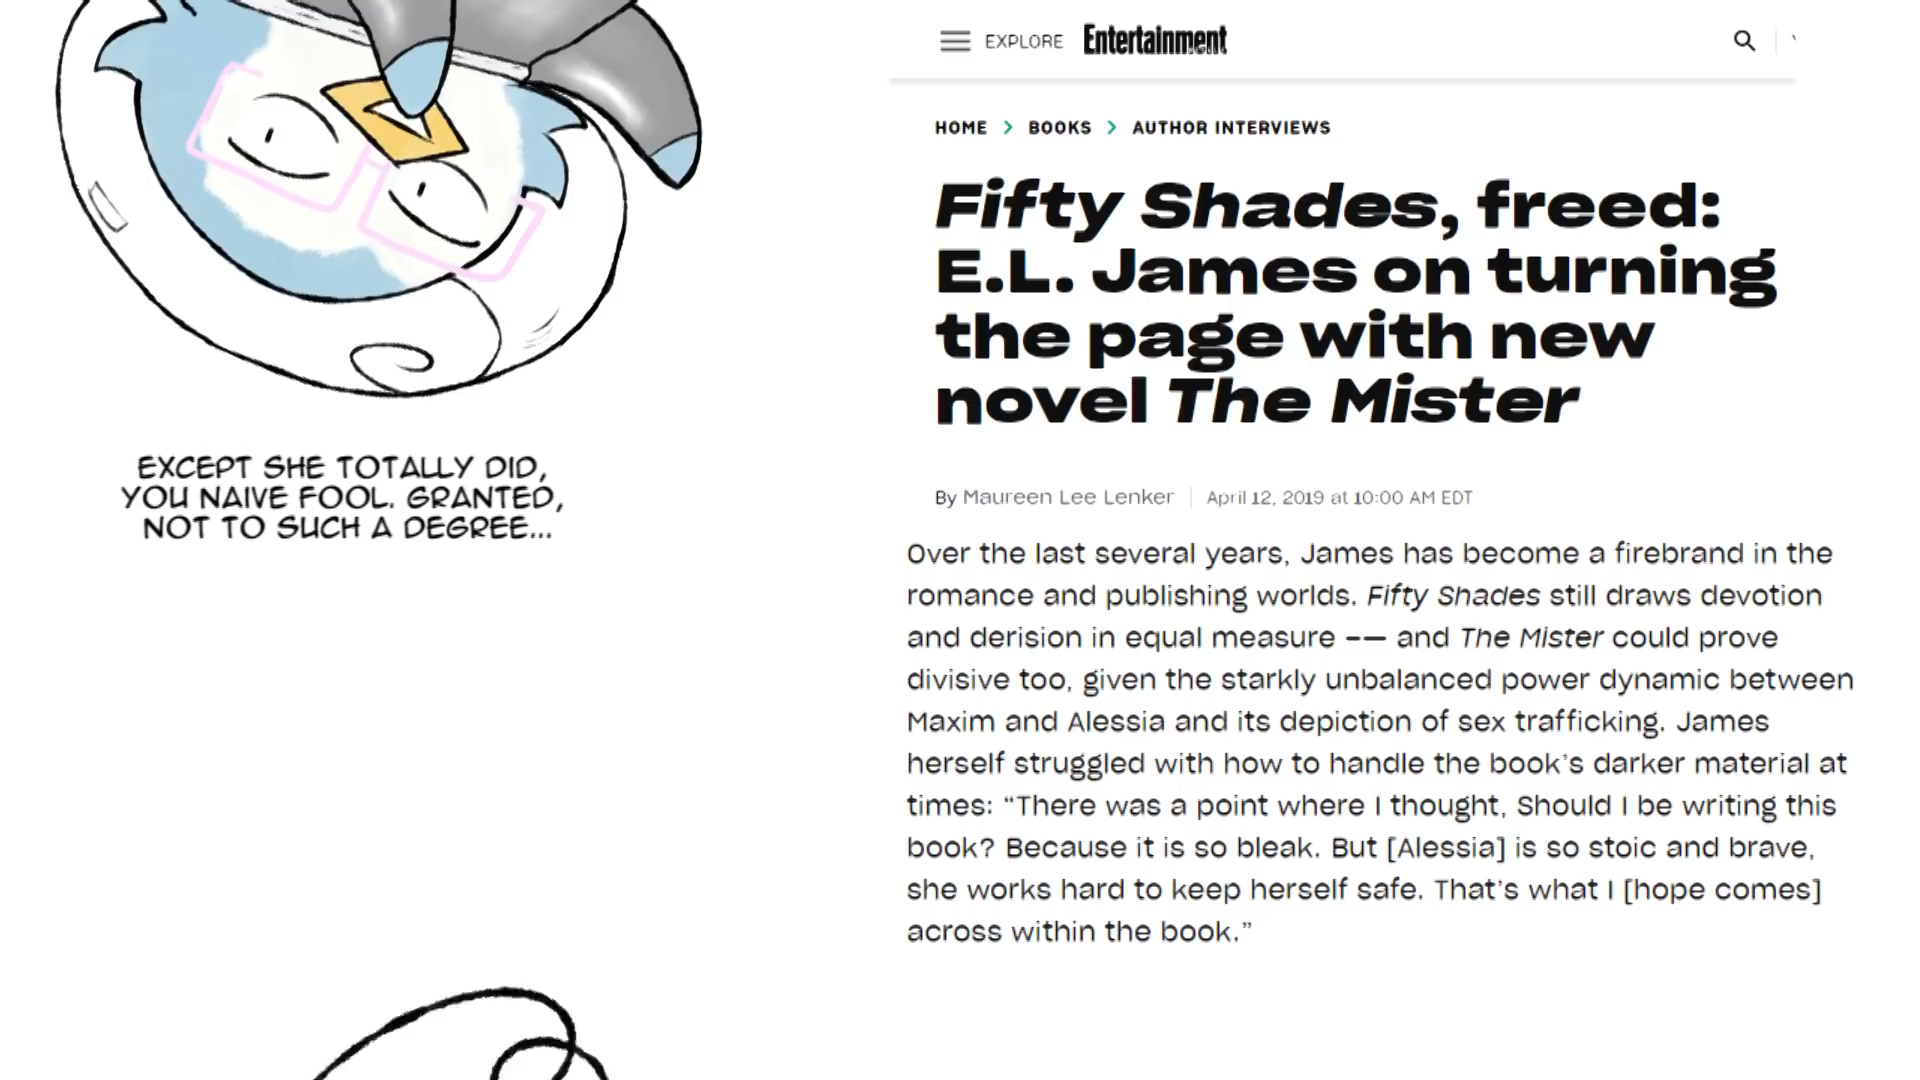 EXCEPT SHE TOTALLY DID,
YOU NAIVE FOOL. GRANTED,
NOT TO SUCH A DEGREE...
EXPLORE Entertainment
HOME > BOOKS > AUTHOR INTERVIEWS
Fifty Shades, freed:
E.L. James on turning
the page with new
novel The Mister
By Maureen Lee Lenker | April 12, 2019 at 10:00 AM EDT
Over the last several years, James has become a firebrand in the
romance and publishing worlds. Fifty Shades still draws devotion
and derision in equal measure –– and The Mister could prove
divisive too, given the starkly unbalanced power dynamic between
Maxim and Alessia and its depiction of sex trafficking. James
herself struggled with how to handle the book’s darker material at
times: “There was a point where I thought, Should I be writing this
book? Because it is so bleak. But [Alessia] is so stoic and brave,
she works hard to keep herself safe. That’s what I [hope comes]
across within the book.”